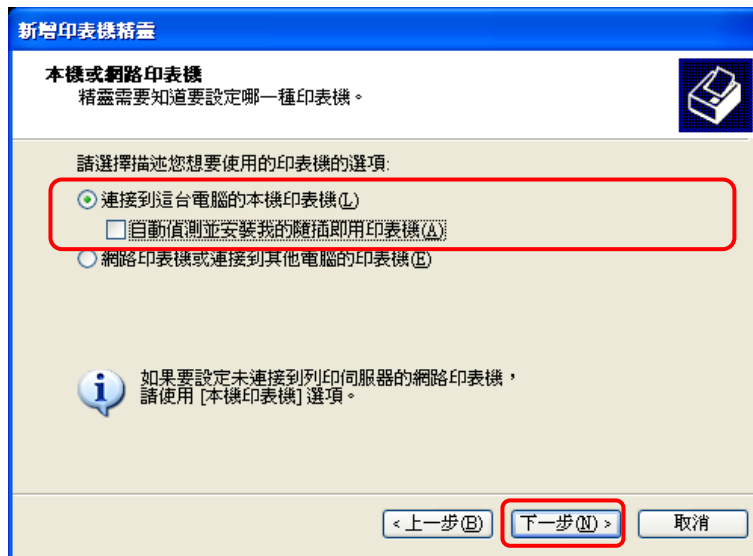 新增印表機精靈
本機或網路印表機
精靈需要知道要設定哪一種印表機。
請選擇描述您想要使用的印表機的選項:
連接到這台電腦的本機印表機(L)
自動偵測並安裝我的隨插即用印表機(A)
網路印表機或連接到其他電腦的印表機(E)
如果要設定未連接到列印伺服器的網路印表機，
請使用 [本機印表機] 選項。
< 上一步(B)
下一步(N) >
取消